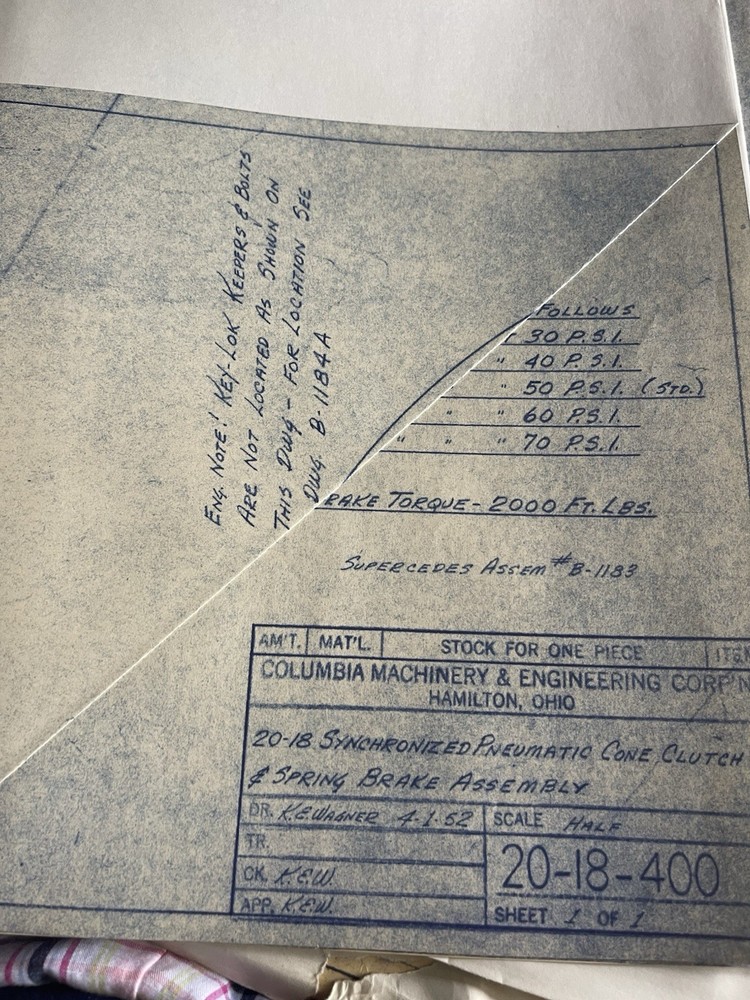 ENG. NOTE! KEY-LOK KEEPERS & BOLTS
ARE NOT LOCATED AS SHOWN ON
THIS DWG - FOR LOCATION SEE
DWG. B-1184A
FOLLOWS
30 P.S.I.
" 40 P.S.I.
" 50 P.S.I. (STD.)
" " 60 P.S.I.
" " " 70 P.S.I.
RAKE TORQUE - 2000 FT. LBS.
SUPERCEDES ASSEM # B-1183
AM'T. MAT'L. STOCK FOR ONE PIECE ITEM
COLUMBIA MACHINERY & ENGINEERING CORP'N
HAMILTON, OHIO
20-18 SYNCHRONIZED PNEUMATIC CONE CLUTCH
& SPRING BRAKE ASSEMBLY
DR. K.E.WAGNER 4-1-52 SCALE HALF
TR.
20-18-400
CK. K.E.W.
APP. K.E.W. SHEET 1 OF 1